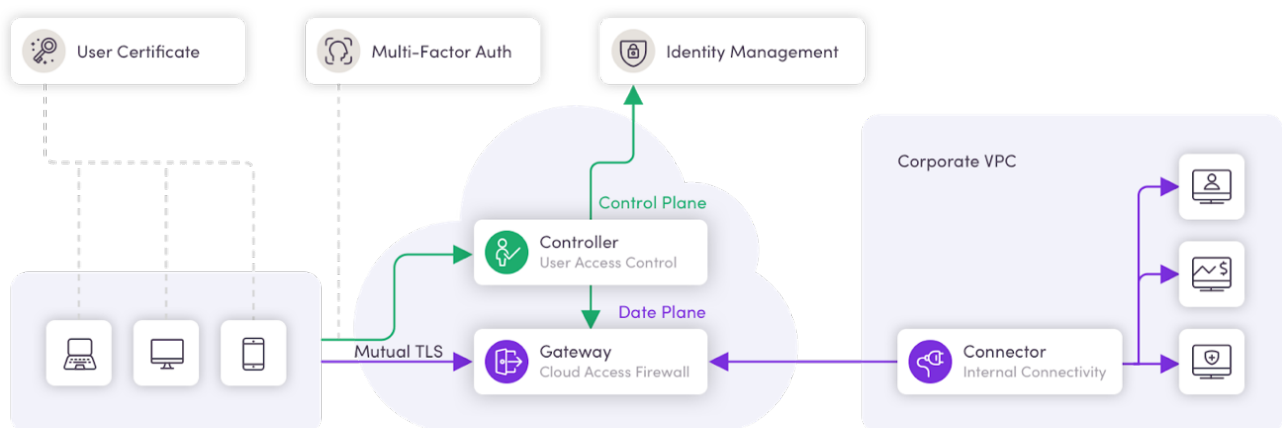 User Certificate
Multi-Factor Auth
Identity Management
Corporate VPC
Control Plane
Controller
User Access Control
Date Plane
Mutual TLS
Gateway
Cloud Access Firewall
Connector
Internal Connectivity
$